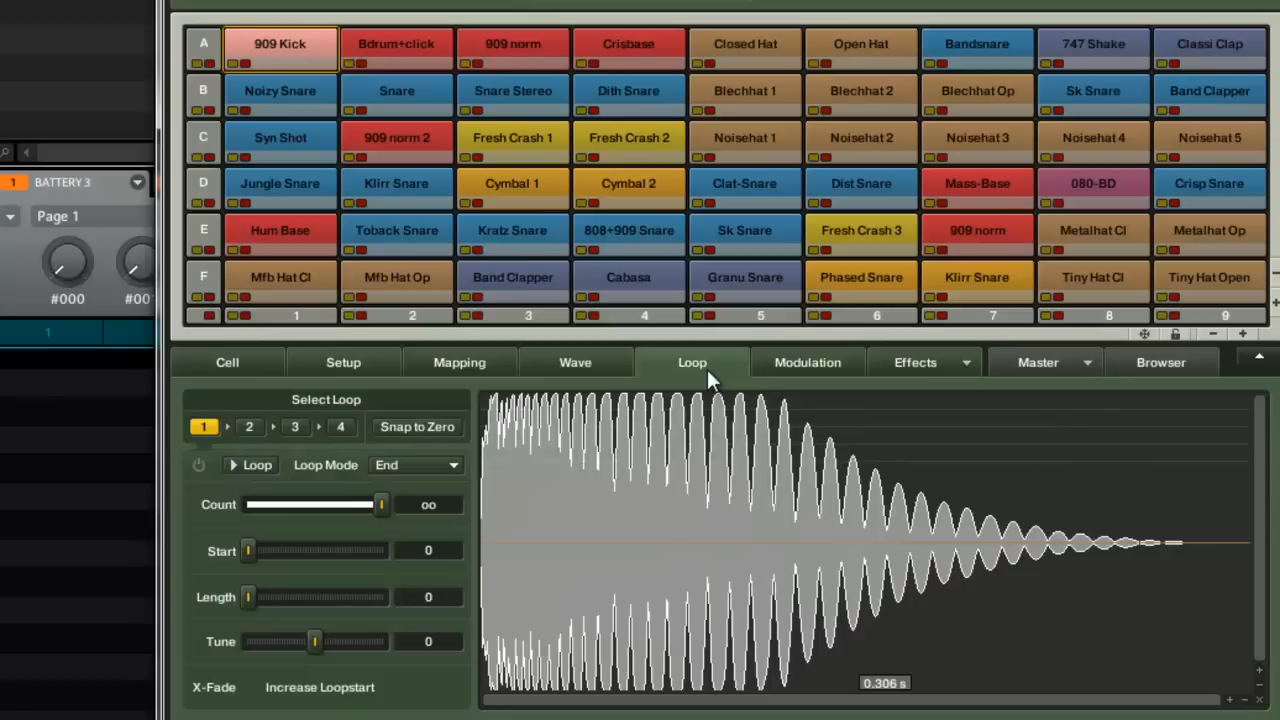 A 909 Kick Bdrum+click 909 norm Crisbase Closed Hat Open Hat Bandsnare 747 Shake Classi Clap
B Noizy Snare Snare Snare Stereo Dith Snare Blechhat 1 Blechhat 2 Blechhat Op Sk Snare Band Clapper
C Syn Shot 909 norm 2 Fresh Crash 1 Fresh Crash 2 Noisehat 1 Noisehat 2 Noisehat 3 Noisehat 4 Noisehat 5
1 BATTERY 3
D Jungle Snare Klirr Snare Cymbal 1 Cymbal 2 Clat-Snare Dist Snare Mass-Base 080-BD Crisp Snare
Page 1
E Hum Base Toback Snare Kratz Snare 808+909 Snare Sk Snare Fresh Crash 3 909 norm Metalhat Cl Metalhat Op
F Mfb Hat Cl Mfb Hat Op Band Clapper Cabasa Granu Snare Phased Snare Klirr Snare Tiny Hat Cl Tiny Hat Open
#000 #00
1 2 3 4 5 6 7 8 9
1
Cell Setup Mapping Wave Loop Modulation Effects Master Browser
Select Loop
1 2 3 4 Snap to Zero
Loop Loop Mode End
Count oo
Start 0
Length 0
Tune 0
X-Fade Increase Loopstart
0.306 s